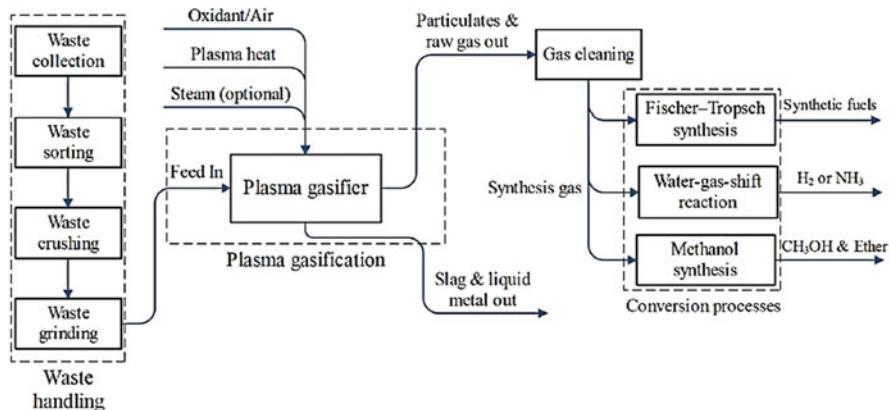 Waste
collection
Waste
sorting
Waste
crushing
Waste
grinding
Waste
handling
Oxidant/Air
Plasma heat
Steam (optional)
Feed In
Plasma gasifier
Plasma gasification
Particulates &
raw gas out
Slag & liquid
metal out
Gas cleaning
Synthesis gas
Fischer–Tropsch
synthesis
Synthetic fuels
Water-gas-shift
reaction
H₂ or NH₃
Methanol
synthesis
CH₃OH & Ether
Conversion processes